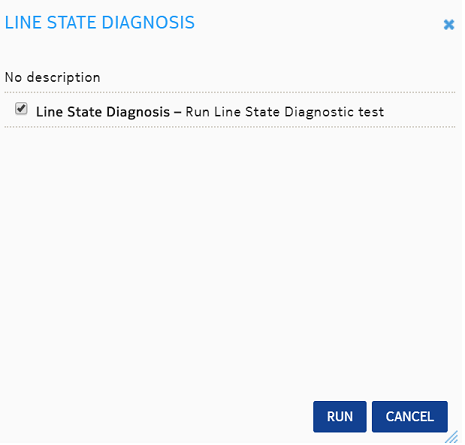 LINE STATE DIAGNOSIS
No description
Line State Diagnosis – Run Line State Diagnostic test
RUN CANCEL